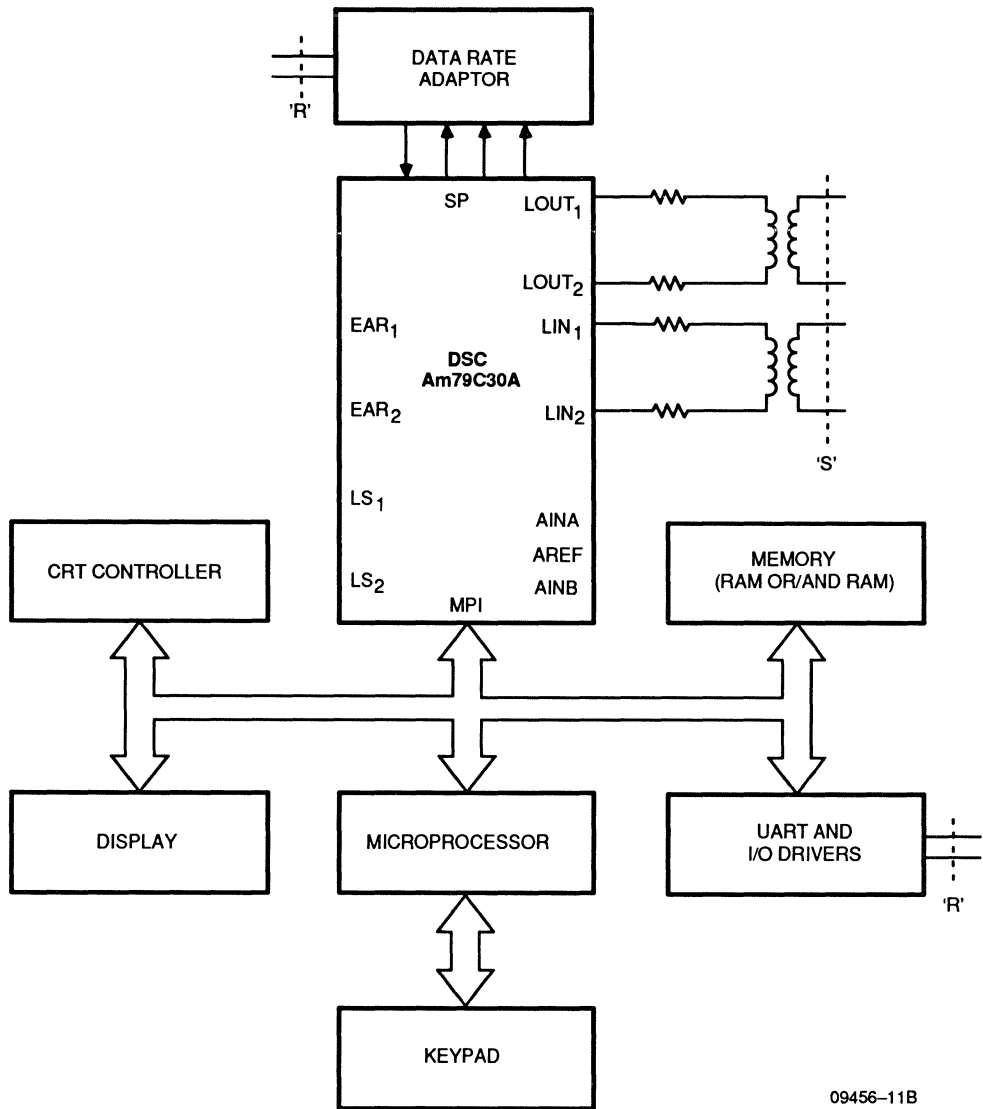 DATA RATE
ADAPTOR
'R'
SP
LOUT1
LOUT2
EAR1
LIN1
DSC
Am79C30A
EAR2
LIN2
'S'
LS1
AINA
AREF
LS2
AINB
MPI
CRT CONTROLLER
MEMORY
(RAM OR/AND RAM)
DISPLAY
MICROPROCESSOR
UART AND
I/O DRIVERS
'R'
KEYPAD
09456–11B